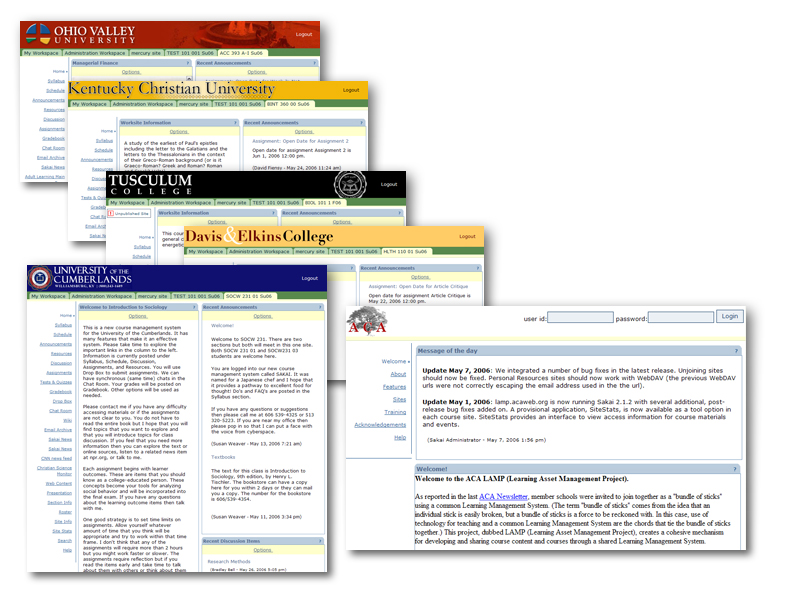 OHIO VALLEY
UNIVERSITY
Logout
My Workspace Administration Workspace mercury site TEST 101 001 Su06 ACC 393 A-I Su06
Managerial Finance ?
Options
Recent Announcements ?
Options
Home
Syllabus
Schedule
Announcements
Resources
Discussion
Assignments
Gradebook
Chat Room
Email Archive
Sakai News
Adult Learning Main
Kentucky Christian University
Logout
My Workspace Administration Workspace mercury site TEST 101 001 Su06 BINT 360 00 Su06
Worksite Information ?
Options
A study of the earliest of Paul's epistles
include the letter to the Galatians and the
letters to the Thessalonians in the context
of their Greco-Roman background (or is it
Graeco-Roman? Greek and Roman? Roman
Recent Announcements ?
Options
Assignment: Open Date for Assignment 2
Open date for assignment Assignment 2 is
Jun 1, 2006 12:00 pm.
(David Fiensy - May 24, 2006 11:24 am)
Home
Syllabus
Schedule
Announcements
Resources
TUSCULUM
COLLEGE
Logout
My Workspace Administration Workspace mercury site TEST 101 001 Su06 BIOL 101 1 F06
Unpublished Site
Worksite Information ?
Options
Recent Announcements ?
Options
Home
Syllabus
Schedule
Davis & Elkins College
Logout
My Workspace Administration Workspace mercury site TEST 101 001 Su06 HLTH 110 01 Su06
Recent Announcements ?
Options
Assignment: Open Date for Article Critique
Open date for assignment Article Critique is
May 22, 2006 12:00 pm.
UNIVERSITY OF THE
CUMBERLANDS
Logout
My Workspace Administration Workspace mercury site TEST 101 001 Su06 SOCW 231 01 Su06
Home
Syllabus
Schedule
Announcements
Resources
Discussion
Assignments
Tests & Quizzes
Gradebook
Drop Box
Chat Room
Wiki
Email Archive
Sakai News
Sakai News
CNN news feed
Christian Science
Monitor
Web Content
Presentation
Section Info
Roster
Site Info
Site Stats
Search
Help
Welcome to Introduction to Sociology ?
Options
This is a new course management system
for the University of the Cumberlands. It has
many features that make it an effective
system. Please take time to explore the
important links in the column to the left.
Information is currently posted under
Syllabus, Schedule, Discussion,
Assignments, and Resources. You will use
Drop Box to submit assignments. We can
have synchronous (same time) chats in the
Chat Room. Your grades will be posted on
Gradebook. Other options will be used as
needed.
Please contact me if you have any difficulty
accessing materials or if the assignments
are not clear to you. You do not have to
read the entire book but I hope that you will
find topics that you want to explore and
that you will introduce topics for class
discussion. If you feel that you need more
information then you can explore the text or
online sources, listen to a related news item
at npr.org, or talk to me.
Each assignment begins with learner
outcomes. These are items that you should
know as a college-educated person. These
concepts become your tools for analyzing
social behavior and will be incorporated into
the final exam. If you have any questions
about the learning outcomes item then talk
with me.
One good strategy is to set time limits on
assignments. Allow yourself whatever
amount of time that you think will be
appropriate and try to work within that time
frame. I don't think that any of the
assignments will require more than 2 hours
but you might work faster or slower. The
assignments require reflection but if you
read the items early and take time to talk
about them with others or think about them
Recent Announcements ?
Options
Welcome!
Welcome to SOCW 231. There are two
sections but both will meet in this one site.
Both SOCW 231 01 and SOCW231 03
students are welcome here.
You are logged into our new course
management system called SAKAI. It was
named for a Japanese chef and I hope that
it provides a pathway to excellent food for
thought! Do's and FAQ's are posted in the
Syllabus section.
If you have any questions or suggestions
then please call me at 606 539-4325 or 513
320-5223. If you are near my office then
please pop in so that I can put a face with
the voice from cyberspace.
(Susan Weaver - May 13, 2006 7:21 am)
Textbooks
The text for this class is Introduction to
Sociology, 9th edition, by Henry L.
Tischler. The bookstore can have a copy
here for you within 2 days or they can mail
you a copy. The number for the bookstore
is 606/539-4354.
(Susan Weaver - May 11, 2006 3:34 pm)
Recent Discussion Items ?
Options
Research Methods
(Bradley Bell - May 26, 2006 5:05 pm)
ACA
user id: password: Login
Welcome
About
Features
Sites
Training
Acknowledgements
Help
Message of the day ?
Update May 7, 2006: We integrated a number of bug fixes in the latest release. Unjoining sites
should now be fixed. Personal Resources sites should now work with WebDAV (the previous WebDAV
urls were not correctly escaping the email address used in the the url).
Update May 1, 2006: lamp.acaweb.org is now running Sakai 2.1.2 with several additional, post-
release bug fixes added on. A provisional application, SiteStats, is now available as a tool option in
each course site. SiteStats provides an interface to view access information for course materials
and events.
(Sakai Administrator - May 7, 2006 1:56 pm)
Welcome! ?
Welcome to the ACA LAMP (Learning Asset Management Project).
As reported in the last ACA Newsletter, member schools were invited to join together as a "bundle of sticks"
using a common Learning Management System. (The term "bundle of sticks" comes from the idea that an
individual stick is easily broken, but a bundle of sticks is a force to be reckoned with. In this case, use of
technology for teaching and a common Learning Management System are the chords that tie the bundle of sticks
together.) This project, dubbed LAMP (Learning Asset Management Project), creates a cohesive mechanism
for developing and sharing course content and courses through a shared Learning Management System.